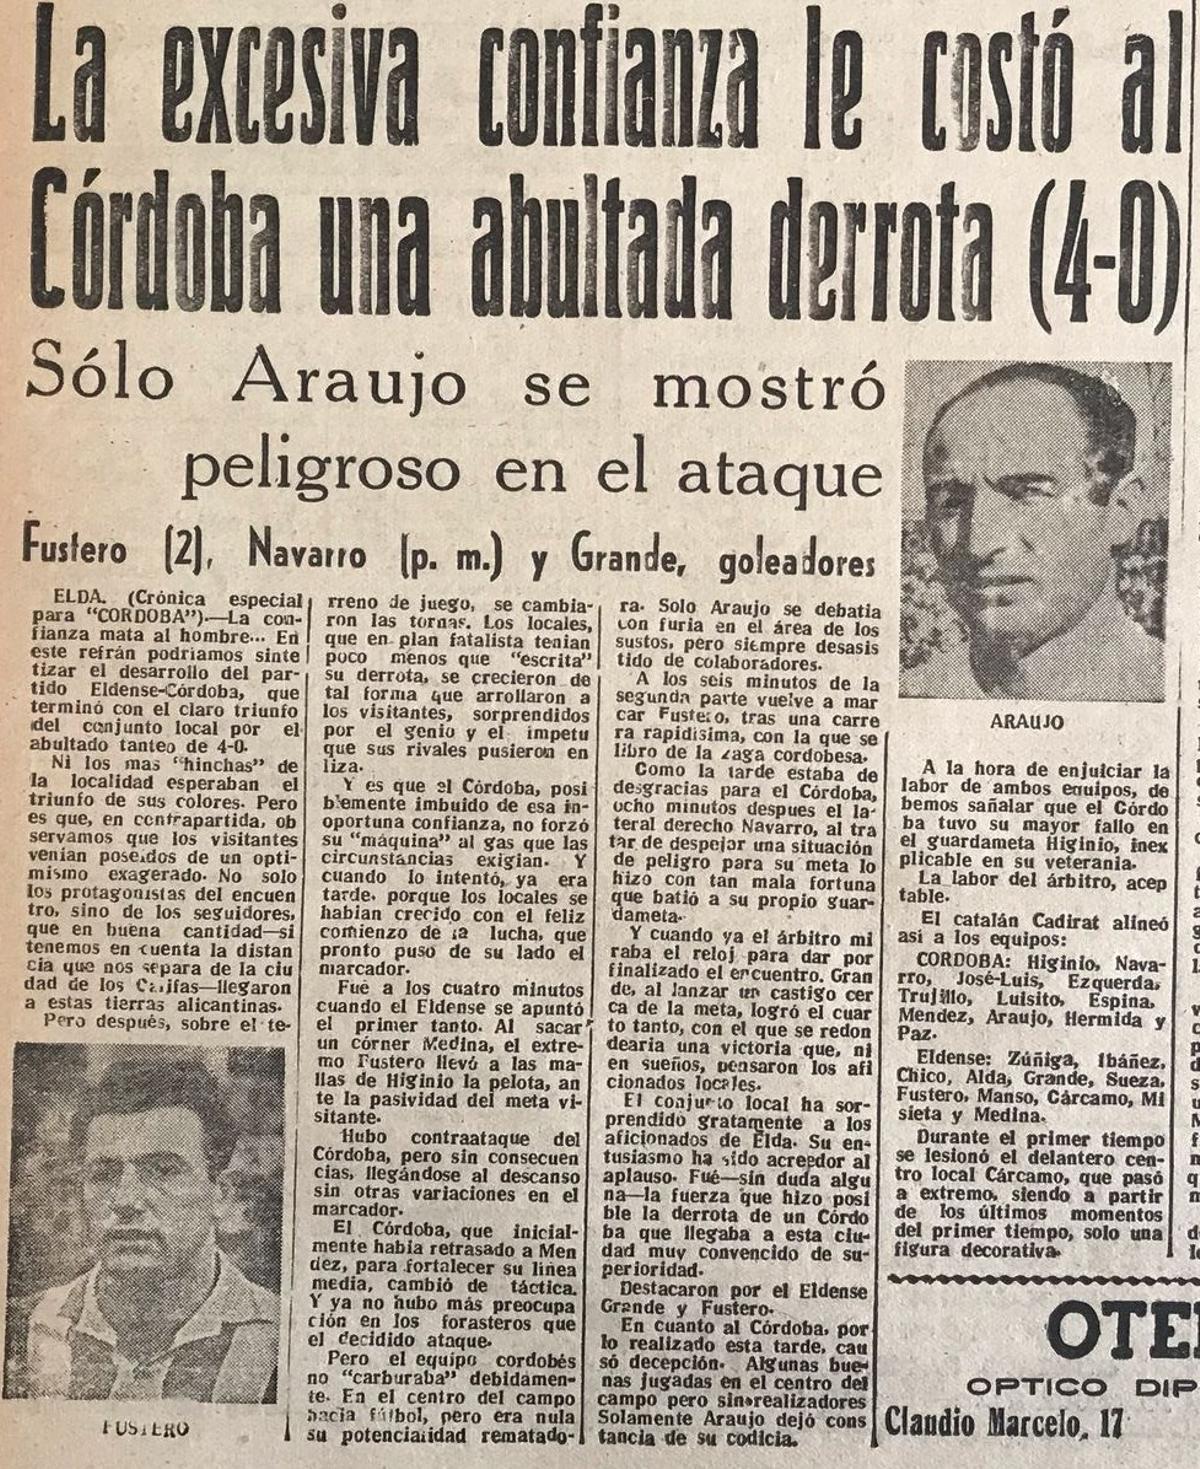 La excesiva confianza le costó al
Córdoba una abultada derrota (4-0)
Sólo Araujo se mostró
peligroso en el ataque
Fustero (2), Navarro (p. m.) y Grande, goleadores
ELDA. (Crónica especial
para "CORDOBA").—La con-
fianza mata al hombre... En
este refrán podríamos sinte
tizar el desarrollo del par-
tido Eldense-Córdoba, que
terminó con el claro triunfo
del conjunto local por el
abultado tanteo de 4-0.
Ni los mas "hinchas" de
la localidad esperaban el
triunfo de sus colores. Pero
es que, en contrapartida, ob
servamos que los visitantes
venian poseidos de un opti-
mismo exagerado. No solo
los protagonistas del encuen
tro, sino de los seguidores,
que en buena cantidad—si
tenemos en cuenta la distan
cia que nos separa de la ciu
dad de los Califas—llegaron
a estas tierras alicantinas.
Pero después, sobre el te-
FUSTERO
rreno de juego, se cambia-
ron las tornas. Los locales,
que en plan fatalista tenian
poco menos que "escrita"
su derrota, se crecieron de
tal forma que arrollaron a
los visitantes, sorprendidos
por el genio y el impetu
que sus rivales pusieron en
liza.
Y es que el Córdoba, posi
blemente imbuido de esa in-
oportuna confianza, no forzó
su "máquina" al gas que las
circunstancias exigian. Y
cuando lo intentó, ya era
tarde, porque los locales se
habian crecido con el feliz
comienzo de la lucha, que
pronto puso de su lado el
marcador.
Fué a los cuatro minutos
cuando el Eldense se apuntó
el primer tanto. Al sacar
un córner Medina, el extre-
mo Fustero llevó a las ma-
llas de Higinio la pelota, an
te la pasividad del meta vi-
sitante.
Hubo contraataque del
Córdoba, pero sin consecuen
cias, llegándose al descanso
sin otras variaciones en el
marcador.
El Córdoba, que inicial-
mente habia retrasado a Men
dez, para fortalecer su linea
media, cambió de táctica.
Y ya no hubo más preocupa
ción en los forasteros que
el decidido ataque.
Pero el equipo cordobés
no "carburaba" debidamen-
te. En el centro del campo
hacia fútbol, pero era nula
su potencialidad rematado-
ra. Solo Araujo se debatia
con furia en el área de los
sustos, pero siempre desasis
tido de colaboradores.
A los seis minutos de la
segunda parte vuelve a mar
car Fustero, tras una carre
ra rapidísima, con la que se
libro de la zaga cordobesa.
Como la tarde estaba de
desgracias para el Córdoba,
ocho minutos despues el la-
teral derecho Navarro, al tra
tar de despejar una situación
de peligro para su meta lo
hizo con tan mala fortuna
que batió a su propio guar-
dameta.
Y cuando ya el árbitro mi
raba el reloj para dar por
finalizado el encuentro, Gran
de, al lanzar un castigo cer
ca de la meta, logró el cuar
to tanto, con el que se redon
dearia una victoria que, ni
en sueños, pensaron los afi
cionados locales.
El conjunto local ha sor-
prendido gratamente a los
aficionados de Elda. Su en-
tusiasmo ha sido acreedor al
aplauso. Fué—sin duda algu
na—la fuerza que hizo posi
ble la derrota de un Córdo
ba que llegaba a esta ciu-
dad muy convencido de su-
perioridad.
Destacaron por el Eldense
Grande y Fustero.
En cuanto al Córdoba, por
lo realizado esta tarde, cau
só decepción. Algunas bue-
nas jugadas en el centro del
campo pero sin realizadores
Solamente Araujo dejó cons
tancia de su codicia.
ARAUJO
A la hora de enjuiciar la
labor de ambos equipos, de
bemos sañalar que el Córdo
ba tuvo su mayor fallo en
el guardameta Higinio, inex
plicable en su veterania.
La labor del árbitro, acep
table.
El catalán Cadirat alineó
asi a los equipos:
CORDOBA: Higinio, Nava-
rro, José-Luis, Ezquerda,
Trujillo, Luisito, Espina,
Mendez, Araujo, Hermida y
Paz.
Eldense: Zúñiga, Ibáñez,
Chico, Alda, Grande, Sueza,
Fustero, Manso, Cárcamo, Mi
sieta y Medina.
Durante el primer tiempo
se lesionó el delantero cen-
tro local Cárcamo, que pasó
a extremo, siendo a partir
de los últimos momentos
del primer tiempo, solo una
figura decorativa.
OPTICO DIP
Claudio Marcelo, 17